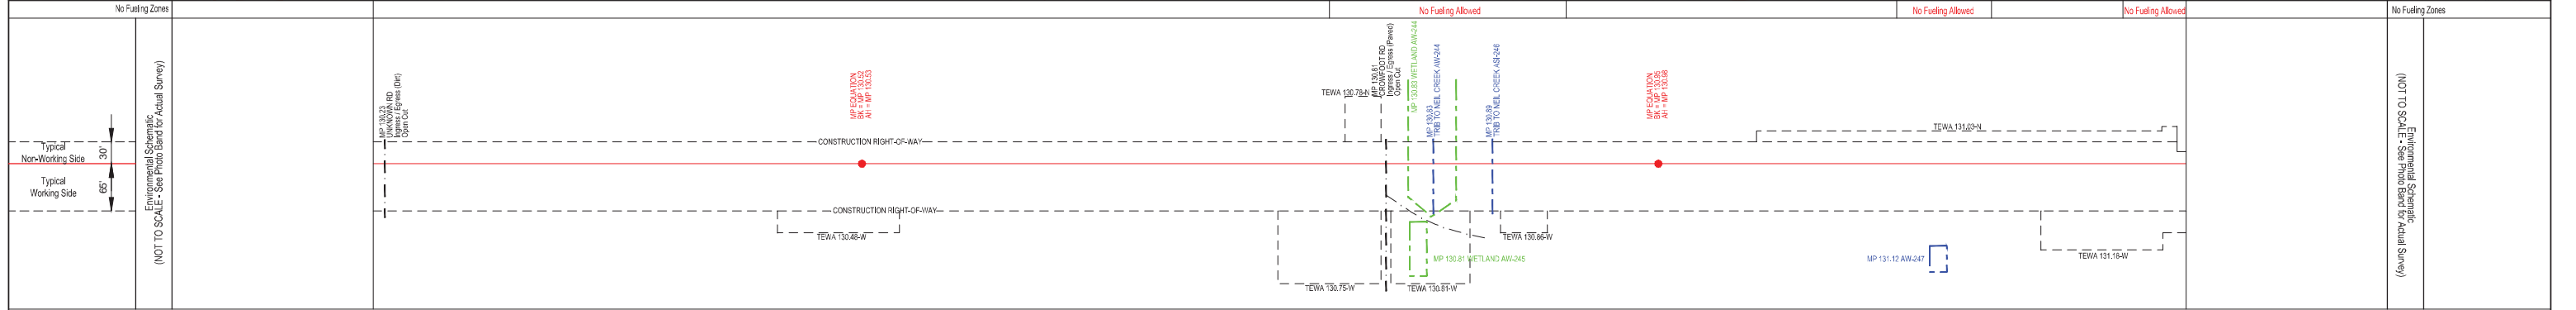 No Fueling Zones
No Fueling Allowed
No Fueling Allowed
No Fueling Allowed
No Fueling Zones
Typical
Non-Working Side
30'
Typical
Working Side
65'
Environmental Schematic
(NOT TO SCALE - See Photo Band for Actual Survey)
MP 130.23
UNKNOWN RD
Ingress / Egress (Dirt)
Open Cut
MP EQUATION
BK = MP 130.52
AH = MP 130.53
CONSTRUCTION RIGHT-OF-WAY
CONSTRUCTION RIGHT-OF-WAY
TEWA 130.48-W
TEWA 130.78-N
MP 130.81
CROWFOOT RD
Ingress / Egress (Paved)
Open Cut
MP 130.83 WETLAND AW-244
MP 130.83
TRIB TO NEIL CREEK AW-244
MP 130.89
TRIB TO NEIL CREEK ASI-246
MP EQUATION
BK = MP 130.95
AH = MP 130.98
TEWA 131.03-N
TEWA 130.75-W
TEWA 130.81-W
MP 130.81 WETLAND AW-245
TEWA 130.86-W
MP 131.12 AW-247
TEWA 131.18-W
Environmental Schematic
(NOT TO SCALE - See Photo Band for Actual Survey)